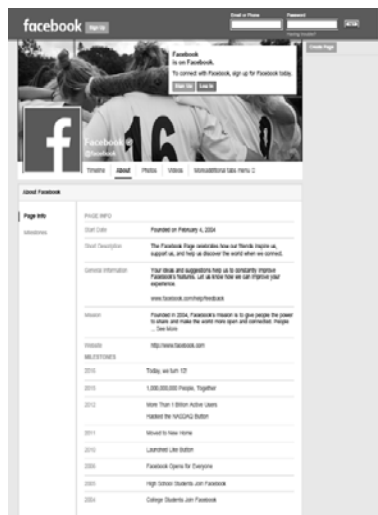 facebook
Sign Up
Email or Phone
Password
Log In
Having trouble?
Create Page
Facebook
is on Facebook.
To connect with Facebook, sign up for Facebook today.
Sign Up
Log In
16
Facebook
@facebook
Timeline
About
Photos
Videos
About Facebook
Page Info
Milestones
PAGE INFO
Start Date
Founded on February 4, 2004
Short Description
The Facebook Page celebrates how our friends inspire us,
support us, and help us discover the world when we connect.
General Information
Your ideas and suggestions help us to constantly improve
Facebook's features. Let us know how we can improve your
experience.
www.facebook.com/help/feedback
Mission
Founded in 2004, Facebook's mission is to give people the power
to share and make the world more open and connected. People
... See More
Website
http://www.facebook.com
MILESTONES
2016
Today, we turn 12!
1,000,000,000 People, Together
2012
More Than 1 Billion Active Users
Hacked the NASDAQ Button
2011
Moved to New Home
2010
Launched Like Button
2006
Facebook Opens for Everyone
2005
High School Students Join Facebook
2004
College Students Join Facebook